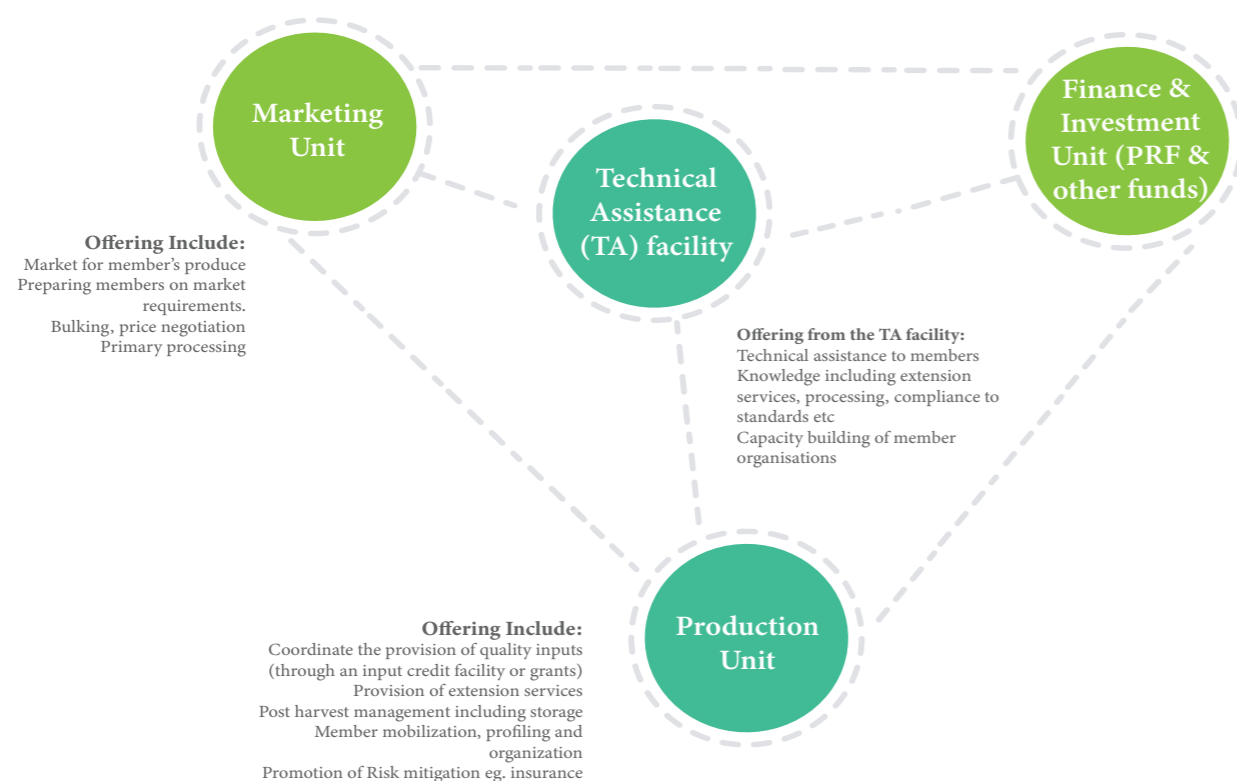 Marketing
Unit
Finance &
Investment
Unit (PRF &
other funds)
Technical
Assistance
(TA) facility
Offering Include:
Market for member's produce
Preparing members on market
requirements.
Bulking, price negotiation
Primary processing
Offering from the TA facility:
Technical assistance to members
Knowledge including extension
services, processing, compliance to
standards etc
Capacity building of member
organisations
Production
Unit
Offering Include:
Coordinate the provision of quality inputs
(through an input credit facility or grants)
Provision of extension services
Post harvest management including storage
Member mobilization, profiling and
organization
Promotion of Risk mitigation eg. insurance